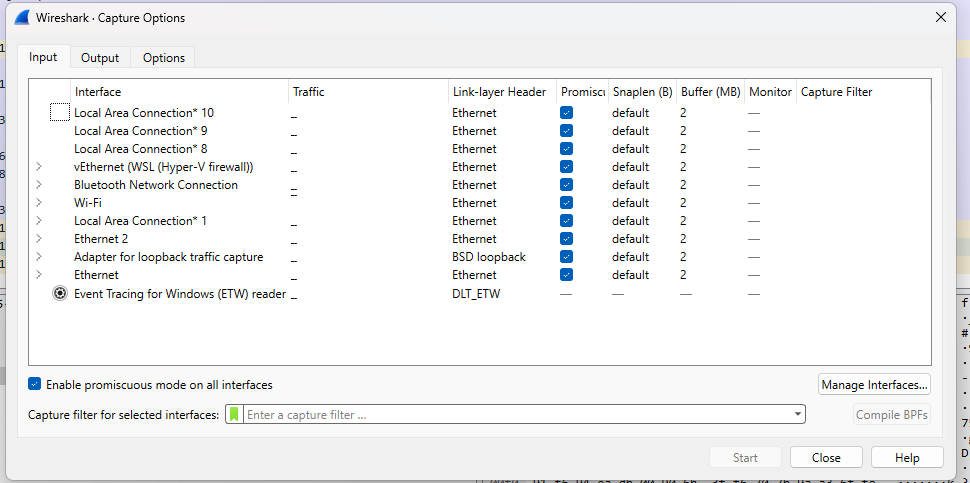 Wireshark · Capture Options
Input Output Options
Interface Traffic Link-layer Header Promiscu Snaplen (B) Buffer (MB) Monitor Capture Filter
Local Area Connection* 10 _ Ethernet default 2 —
Local Area Connection* 9 _ Ethernet default 2 —
Local Area Connection* 8 _ Ethernet default 2 —
vEthernet (WSL (Hyper-V firewall)) _ Ethernet default 2 —
Bluetooth Network Connection _ Ethernet default 2 —
Wi-Fi _ Ethernet default 2 —
Local Area Connection* 1 _ Ethernet default 2 —
Ethernet 2 _ Ethernet default 2 —
Adapter for loopback traffic capture _ BSD loopback default 2 —
Ethernet _ Ethernet default 2 —
Event Tracing for Windows (ETW) reader _ DLT_ETW — — — —
Enable promiscuous mode on all interfaces
Manage Interfaces...
Capture filter for selected interfaces: Enter a capture filter ... Compile BPFs
Start Close Help